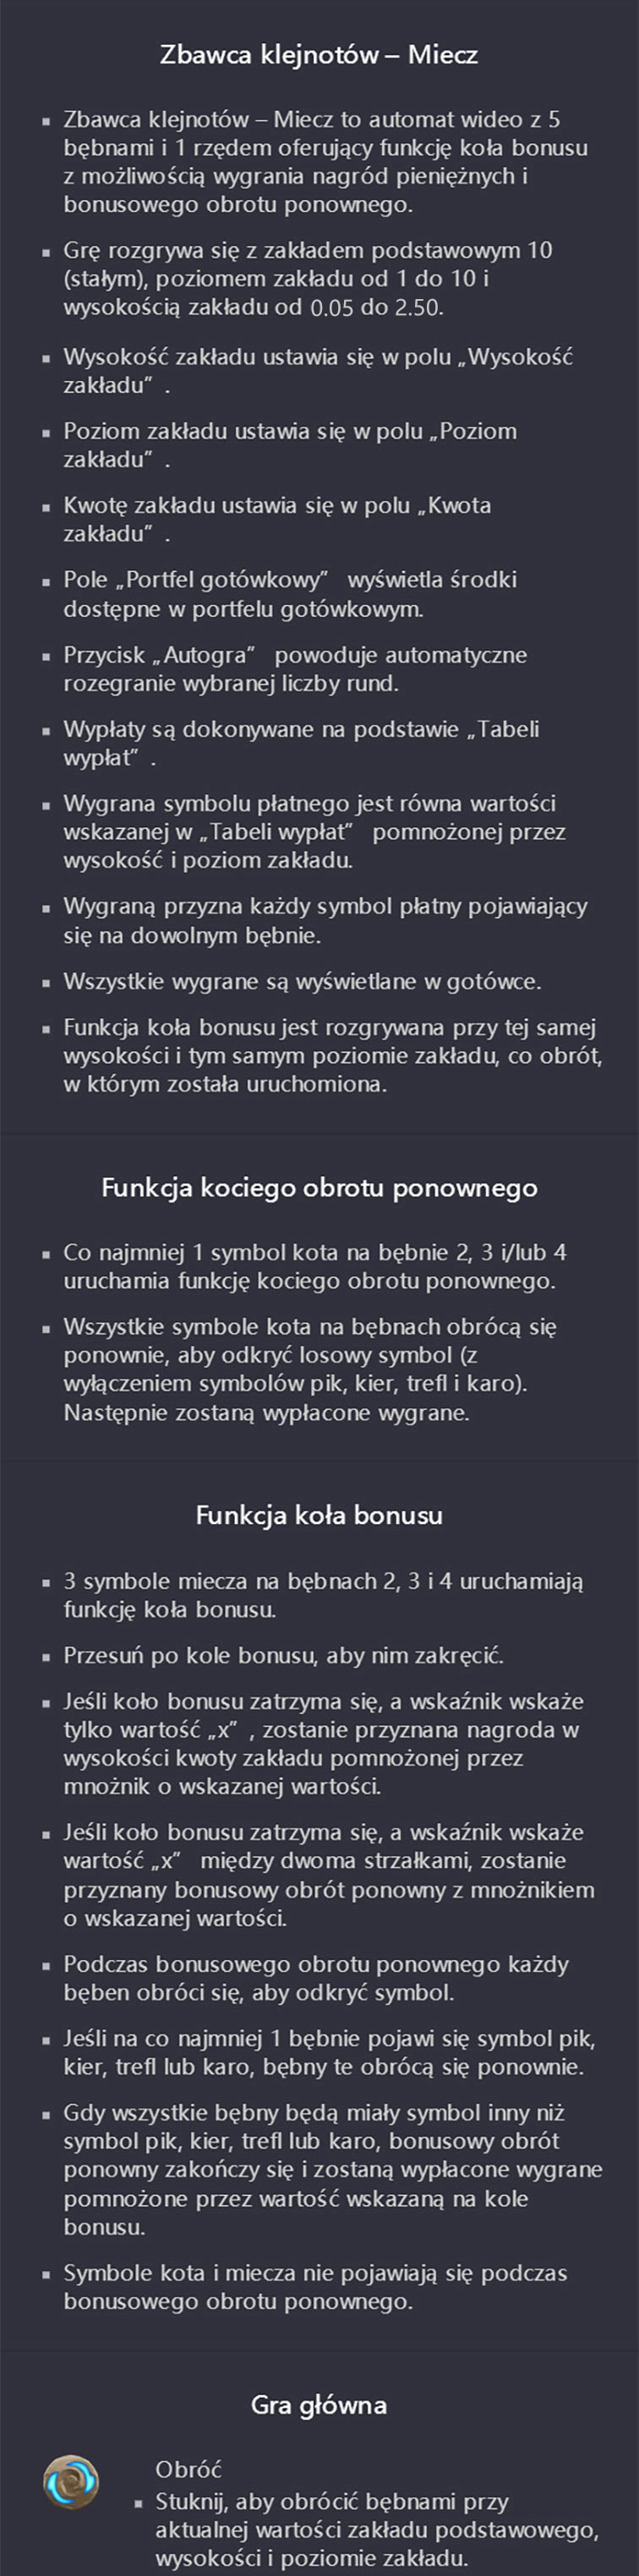 Zbawca klejnotów – Miecz
▪ Zbawca klejnotów – Miecz to automat wideo z 5
bębnami i 1 rzędem oferujący funkcję koła bonusu
z możliwością wygrania nagród pieniężnych i
bonusowego obrotu ponownego.
▪ Grę rozgrywa się z zakładem podstawowym 10
(stałym), poziomem zakładu od 1 do 10 i
wysokością zakładu od 0.05 do 2.50.
▪ Wysokość zakładu ustawia się w polu „Wysokość
zakładu” .
▪ Poziom zakładu ustawia się w polu „Poziom
zakładu” .
▪ Kwotę zakładu ustawia się w polu „Kwota
zakładu” .
▪ Pole „Portfel gotówkowy” wyświetla środki
dostępne w portfelu gotówkowym.
▪ Przycisk „Autogra” powoduje automatyczne
rozegranie wybranej liczby rund.
▪ Wypłaty są dokonywane na podstawie „Tabeli
wypłat” .
▪ Wygrana symbolu płatnego jest równa wartości
wskazanej w „Tabeli wypłat” pomnożonej przez
wysokość i poziom zakładu.
▪ Wygraną przyzna każdy symbol płatny pojawiający
się na dowolnym bębnie.
▪ Wszystkie wygrane są wyświetlane w gotówce.
▪ Funkcja koła bonusu jest rozgrywana przy tej samej
wysokości i tym samym poziomie zakładu, co obrót,
w którym została uruchomiona.
Funkcja kociego obrotu ponownego
▪ Co najmniej 1 symbol kota na bębnie 2, 3 i/lub 4
uruchamia funkcję kociego obrotu ponownego.
▪ Wszystkie symbole kota na bębnach obrócą się
ponownie, aby odkryć losowy symbol (z
wyłączeniem symbolów pik, kier, trefl i karo).
Następnie zostaną wypłacone wygrane.
Funkcja koła bonusu
▪ 3 symbole miecza na bębnach 2, 3 i 4 uruchamiają
funkcję koła bonusu.
▪ Przesuń po kole bonusu, aby nim zakręcić.
▪ Jeśli koło bonusu zatrzyma się, a wskaźnik wskaże
tylko wartość „x” , zostanie przyznana nagroda w
wysokości kwoty zakładu pomnożonej przez
mnożnik o wskazanej wartości.
▪ Jeśli koło bonusu zatrzyma się, a wskaźnik wskaże
wartość „x” między dwoma strzałkami, zostanie
przyznany bonusowy obrót ponowny z mnożnikiem
o wskazanej wartości.
▪ Podczas bonusowego obrotu ponownego każdy
bęben obróci się, aby odkryć symbol.
▪ Jeśli na co najmniej 1 bębnie pojawi się symbol pik,
kier, trefl lub karo, bębny te obrócą się ponownie.
▪ Gdy wszystkie bębny będą miały symbol inny niż
symbol pik, kier, trefl lub karo, bonusowy obrót
ponowny zakończy się i zostaną wypłacone wygrane
pomnożone przez wartość wskazaną na kole
bonusu.
▪ Symbole kota i miecza nie pojawiają się podczas
bonusowego obrotu ponownego.
Gra główna
Obróć
▪ Stuknij, aby obrócić bębnami przy
aktualnej wartości zakładu podstawowego,
wysokości i poziomie zakładu.